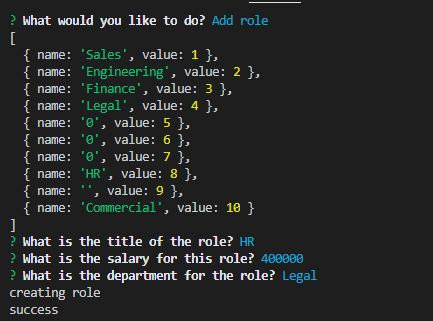 ? What would you like to do? Add role
[
  { name: 'Sales', value: 1 },
  { name: 'Engineering', value: 2 },
  { name: 'Finance', value: 3 },
  { name: 'Legal', value: 4 },
  { name: '0', value: 5 },
  { name: '0', value: 6 },
  { name: '0', value: 7 },
  { name: 'HR', value: 8 },
  { name: '', value: 9 },
  { name: 'Commercial', value: 10 }
]
? What is the title of the role? HR
? What is the salary for this role? 400000
? What is the department for the role? Legal
creating role
success